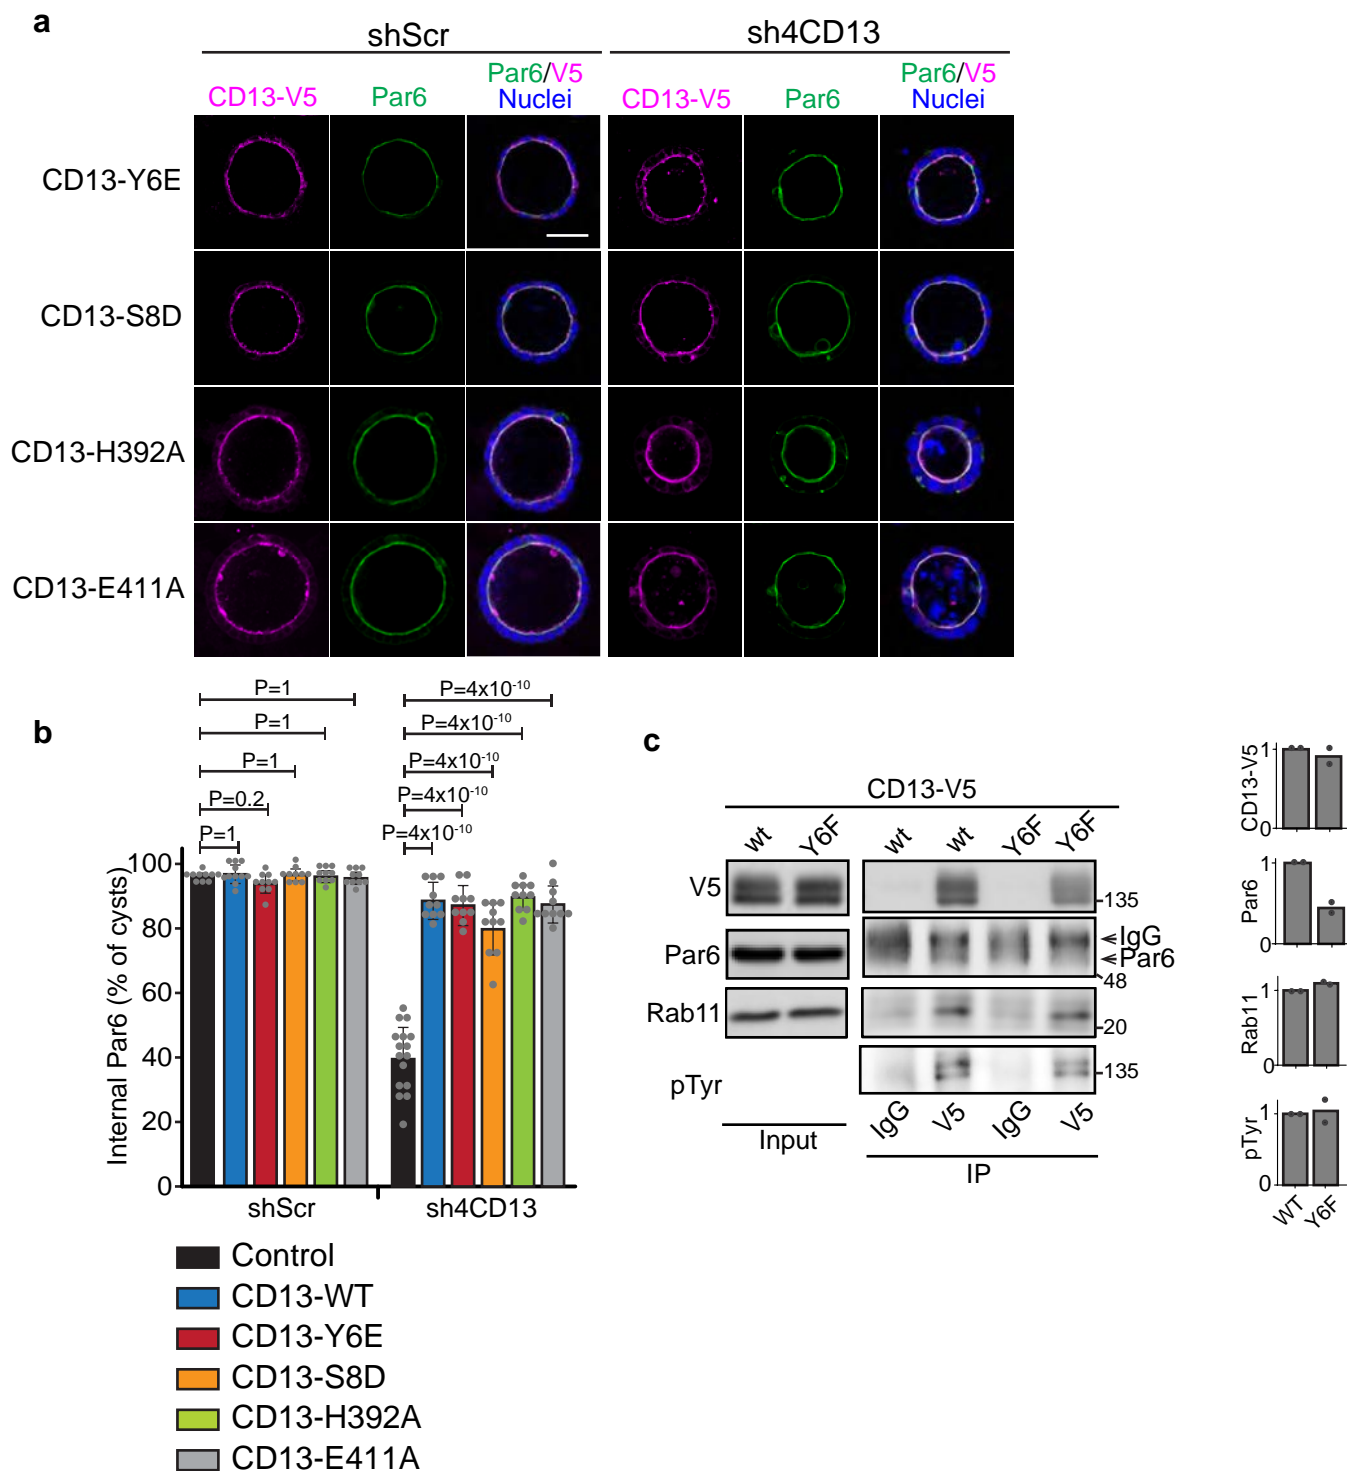 a
shScr
sh4CD13
CD13-V5
Par6
Par6/V5
Nuclei
CD13-V5
Par6
Par6/V5
Nuclei
CD13-Y6E
CD13-S8D
CD13-H392A
CD13-E411A
b
P=1
P=1
P=1
P=0.2
P=1
P=4x10⁻¹⁰
P=4x10⁻¹⁰
P=4x10⁻¹⁰
P=4x10⁻¹⁰
P=4x10⁻¹⁰
Internal Par6 (% of cysts)
100
80
60
40
20
0
shScr
sh4CD13
Control
CD13-WT
CD13-Y6E
CD13-S8D
CD13-H392A
CD13-E411A
c
CD13-V5
wt
Y6F
wt
wt
Y6F
Y6F
V5
135
Par6
IgG
Par6
48
Rab11
20
pTyr
135
IgG
V5
IgG
V5
Input
IP
CD13-V5
1
0
Par6
1
0
Rab11
1
0
pTyr
1
0
WT
Y6F